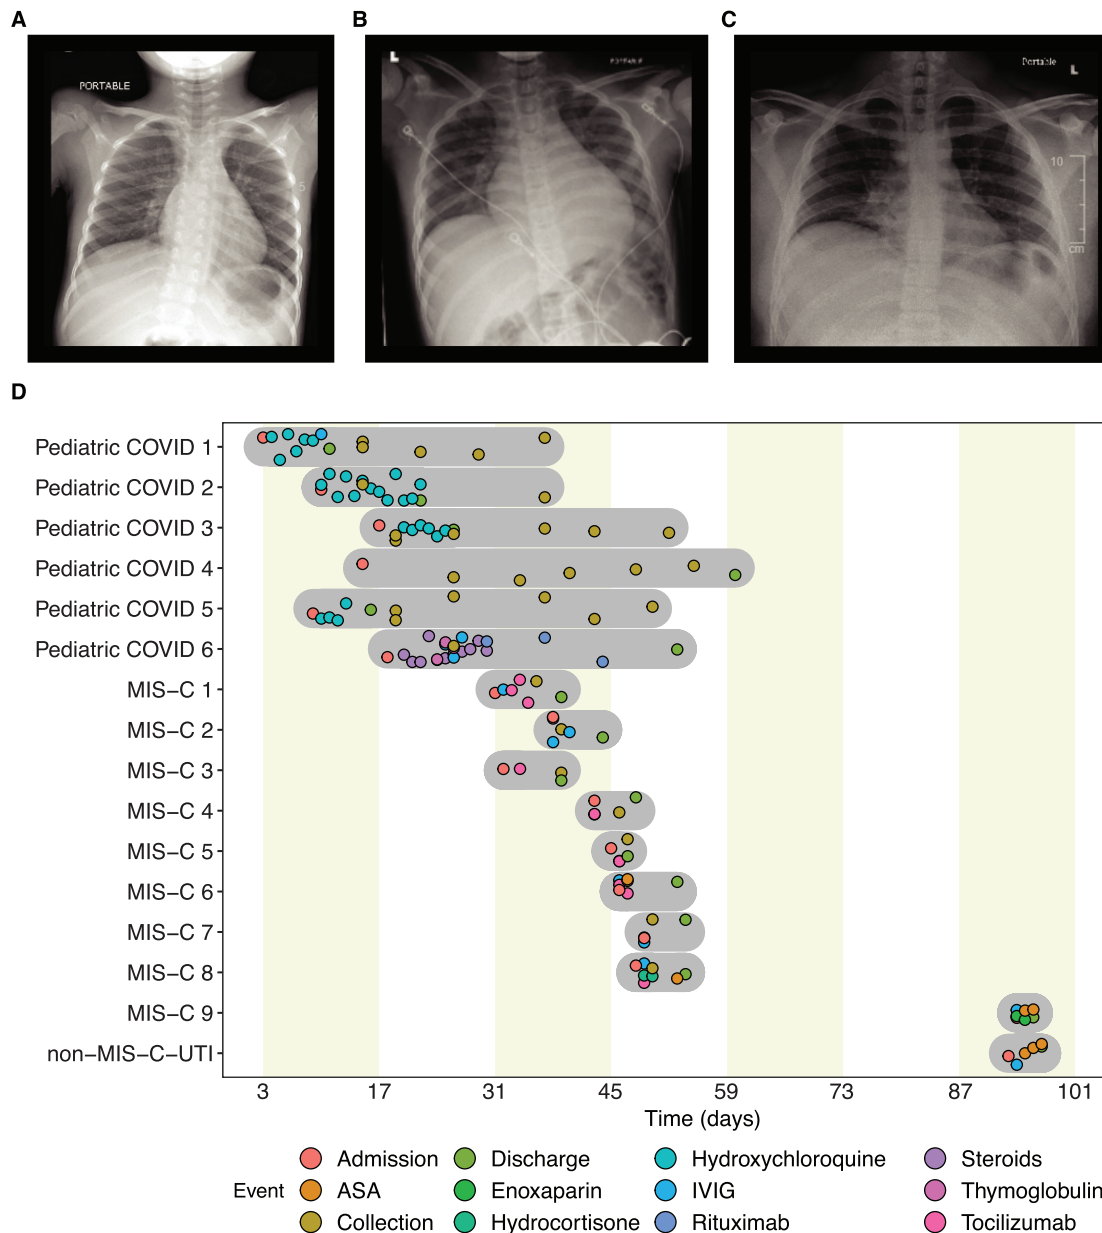 A
B
C
PORTABLE
5
L
PORTABLE
Portable
L
10
cm
D
Pediatric COVID 1
Pediatric COVID 2
Pediatric COVID 3
Pediatric COVID 4
Pediatric COVID 5
Pediatric COVID 6
MIS−C 1
MIS−C 2
MIS−C 3
MIS−C 4
MIS−C 5
MIS−C 6
MIS−C 7
MIS−C 8
MIS−C 9
non−MIS−C−UTI
3 17 31 45 59 73 87 101
Time (days)
Event
Admission Discharge Hydroxychloroquine Steroids
ASA Enoxaparin IVIG Thymoglobulin
Collection Hydrocortisone Rituximab Tocilizumab